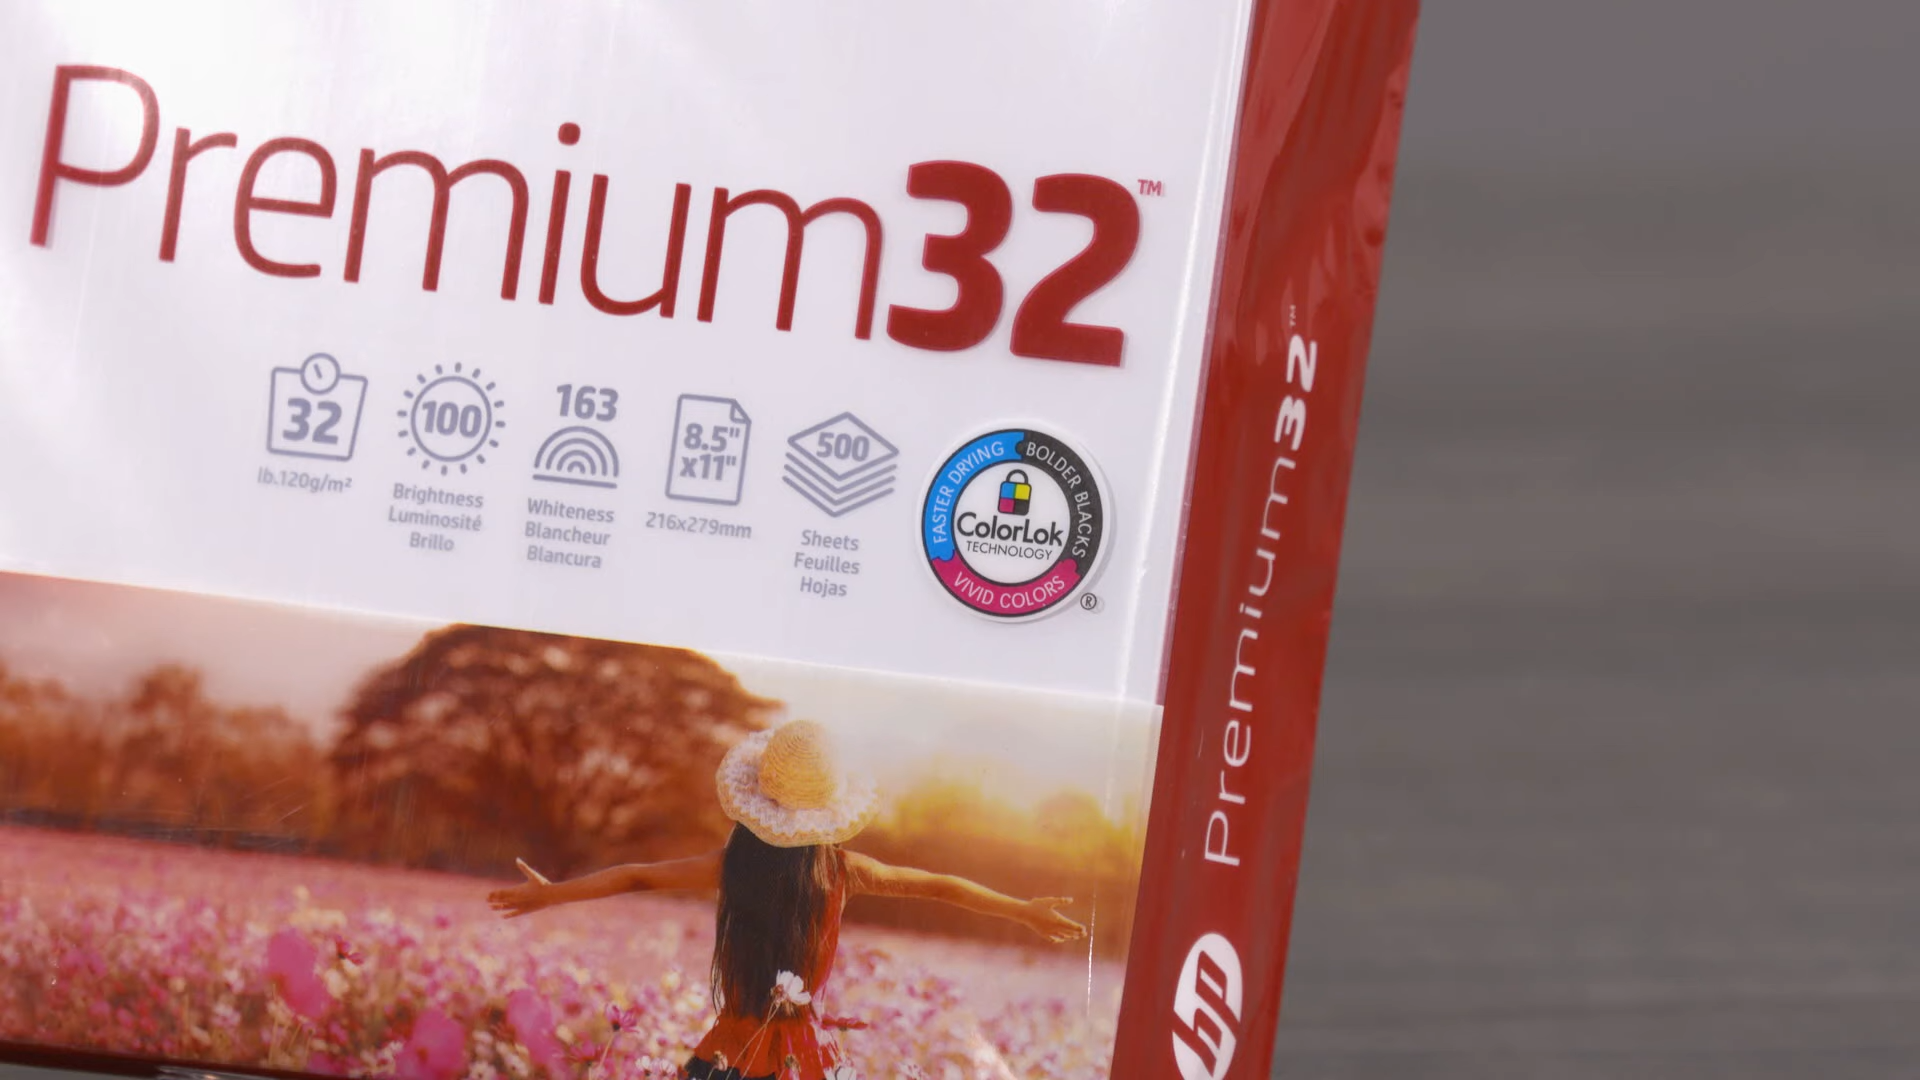 Premium32™
32
lb.120g/m²
100
Brightness
Luminosité
Brillo
163
Whiteness
Blancheur
Blancura
8.5"
x11"
216x279mm
500
Sheets
Feuilles
Hojas
FASTER DRYING
BOLDER BLACKS
ColorLok
TECHNOLOGY
VIVID COLORS
®
Premium32™
hp